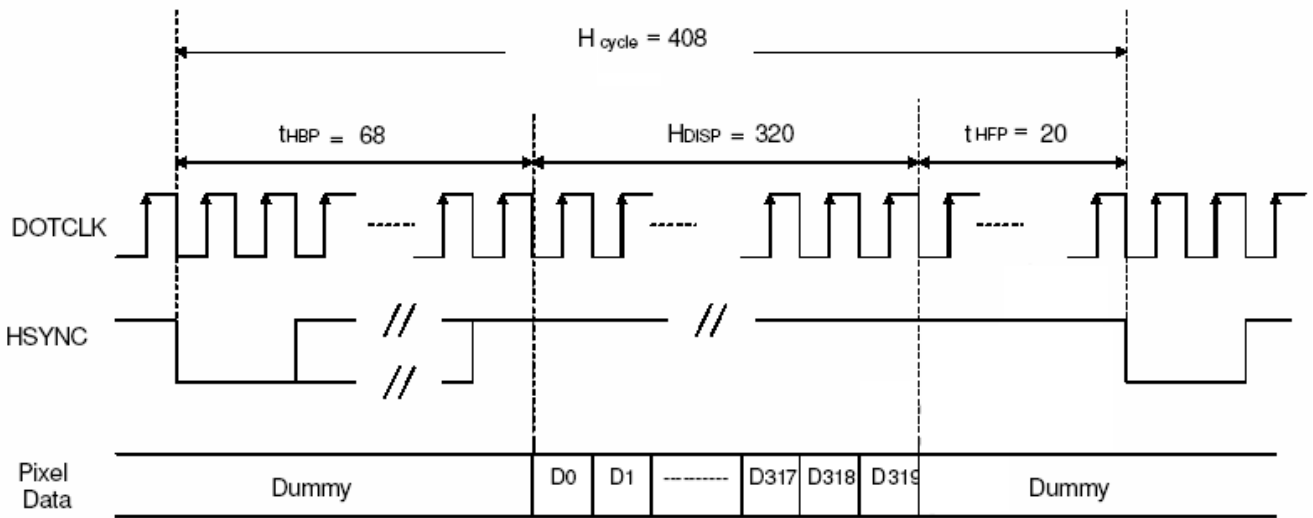 H cycle = 408
tHBP = 68
HDISP = 320
tHFP = 20
DOTCLK
HSYNC
Pixel
Data
Dummy
D0
D1
D317
D318
D319
Dummy